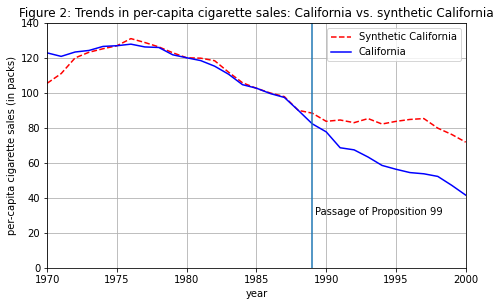 Figure 2: Trends in per-capita cigarette sales: California vs. synthetic California
140
120
100
80
60
40
20
0
per-capita cigarette sales (in packs)
Synthetic California
California
Passage of Proposition 99
1970
1975
1980
1985
1990
1995
2000
year